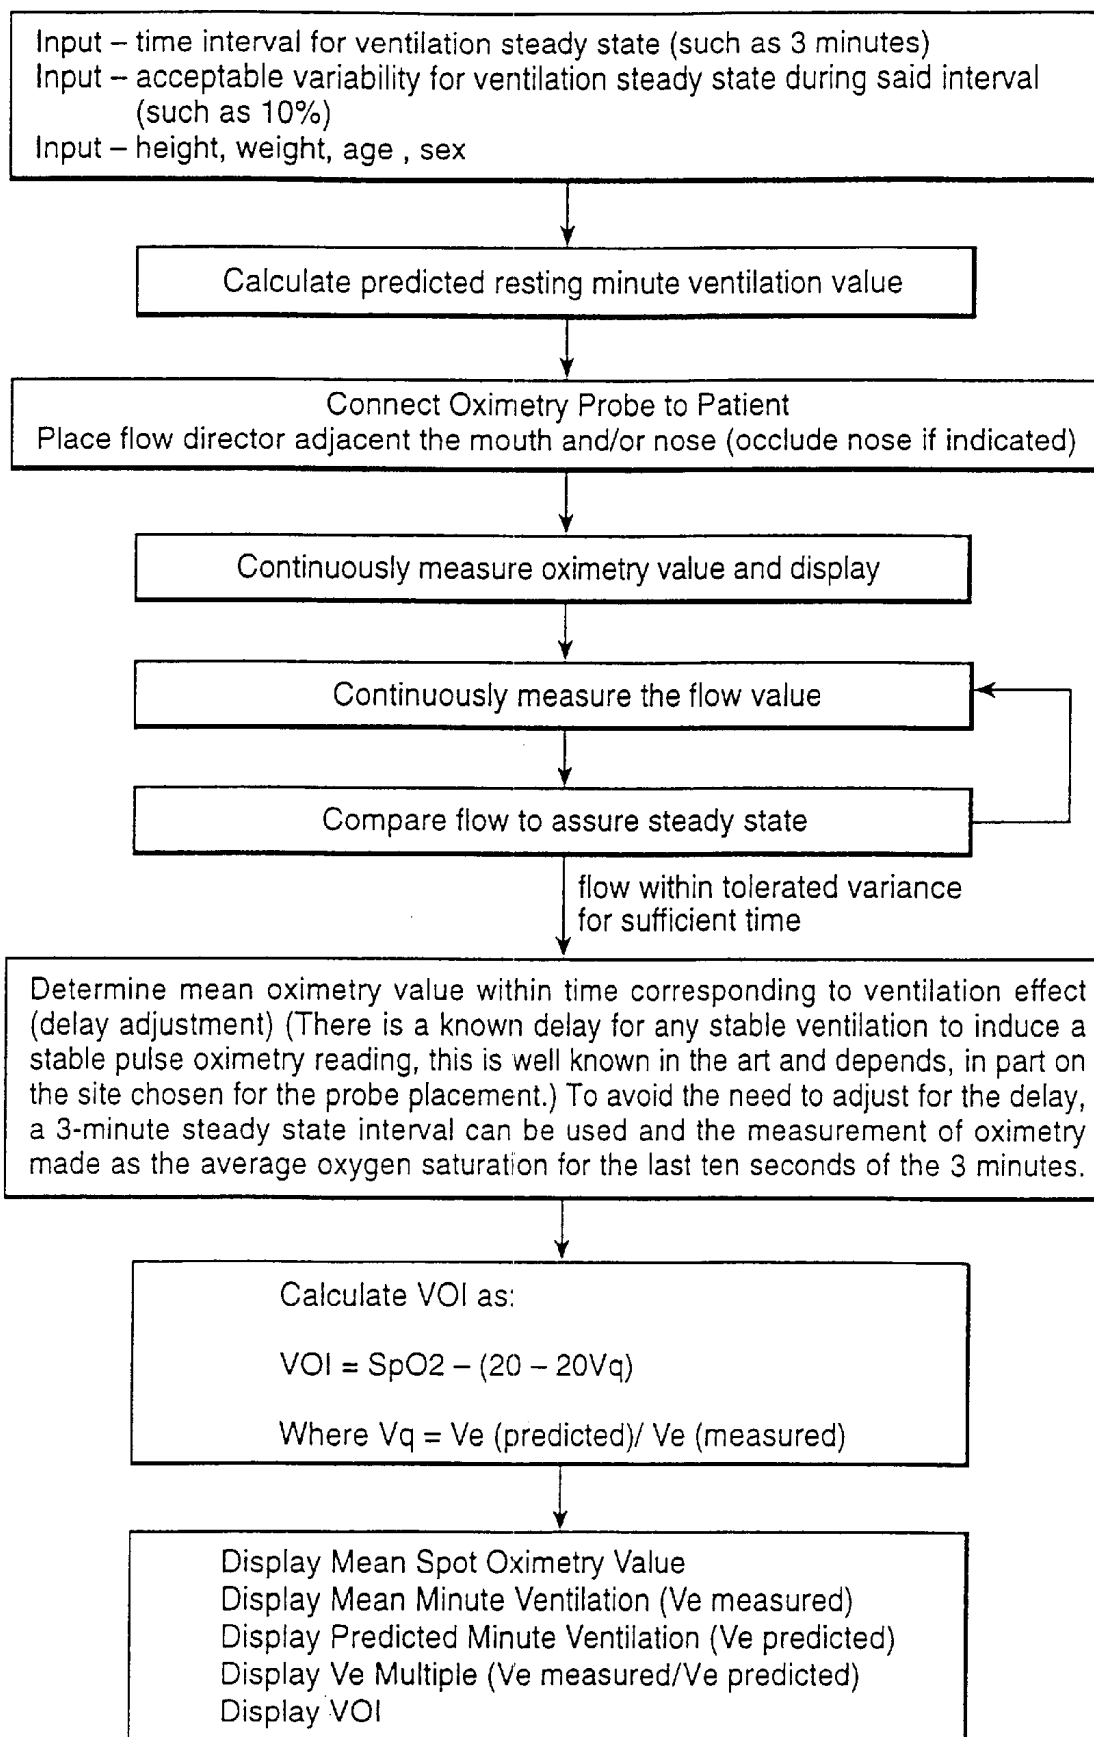 Input – time interval for ventilation steady state (such as 3 minutes)
Input – acceptable variability for ventilation steady state during said interval
(such as 10%)
Input – height, weight, age , sex
Calculate predicted resting minute ventilation value
Connect Oximetry Probe to Patient
Place flow director adjacent the mouth and/or nose (occlude nose if indicated)
Continuously measure oximetry value and display
Continuously measure the flow value
Compare flow to assure steady state
flow within tolerated variance
for sufficient time
Determine mean oximetry value within time corresponding to ventilation effect
(delay adjustment) (There is a known delay for any stable ventilation to induce a
stable pulse oximetry reading, this is well known in the art and depends, in part on
the site chosen for the probe placement.) To avoid the need to adjust for the delay,
a 3-minute steady state interval can be used and the measurement of oximetry
made as the average oxygen saturation for the last ten seconds of the 3 minutes.
Calculate VOI as:
VOI = SpO2 – (20 – 20Vq)
Where Vq = Ve (predicted)/ Ve (measured)
Display Mean Spot Oximetry Value
Display Mean Minute Ventilation (Ve measured)
Display Predicted Minute Ventilation (Ve predicted)
Display Ve Multiple (Ve measured/Ve predicted)
Display VOI